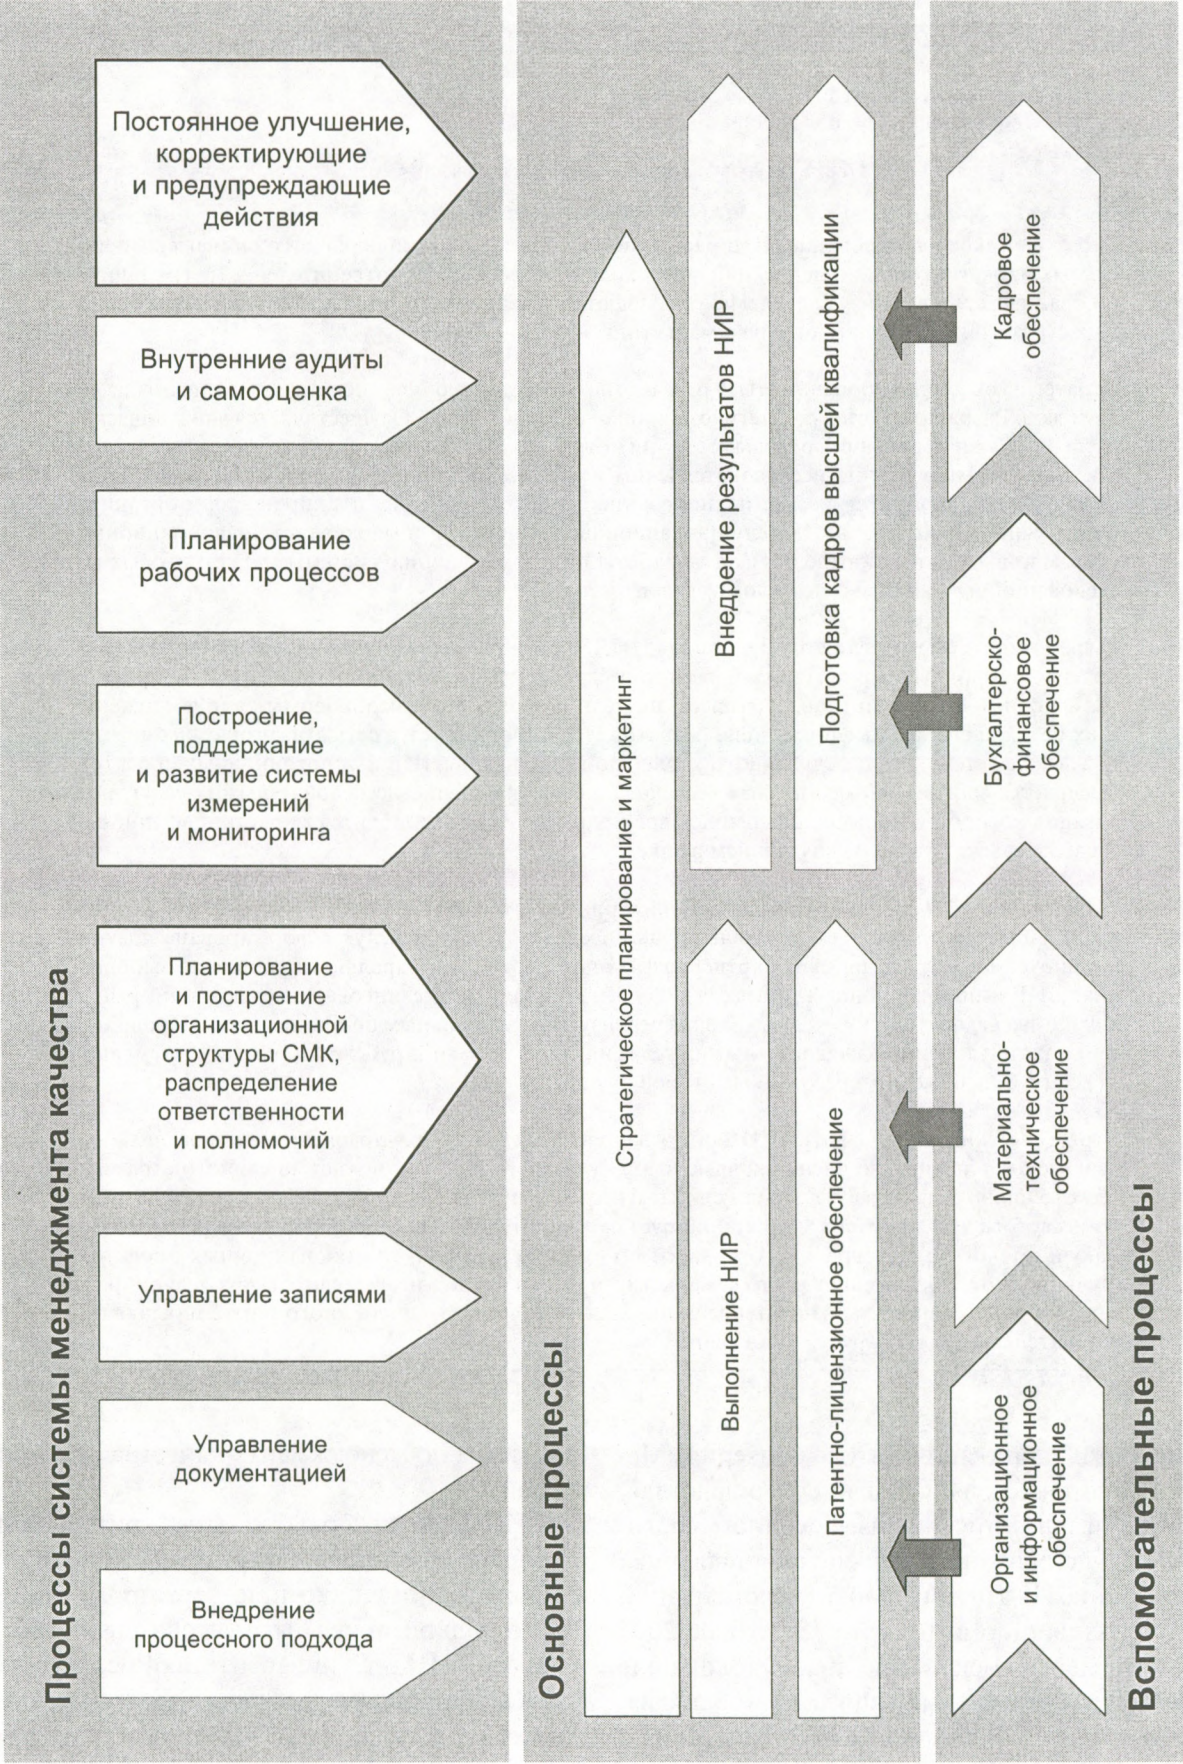 Процессы системы менеджмента качества
Внедрение
процессного подхода
Управление
документацией
Управление записями
Планирование
и построение
организационной
структуры СМК,
распределение
ответственности
и полномочий
Построение,
поддержание
и развитие системы
измерений
и мониторинга
Планирование
рабочих процессов
Внутренние аудиты
и самооценка
Постоянное улучшение,
корректирующие
и предупреждающие
действия
Основные процессы
Стратегическое планирование и маркетинг
Выполнение НИР
Внедрение результатов НИР
Патентно-лицензионное обеспечение
Подготовка кадров высшей квалификации
Организационное
и информационное
обеспечение
Материально-
техническое
обеспечение
Бухгалтерско-
финансовое
обеспечение
Кадровое
обеспечение
Вспомогательные процессы